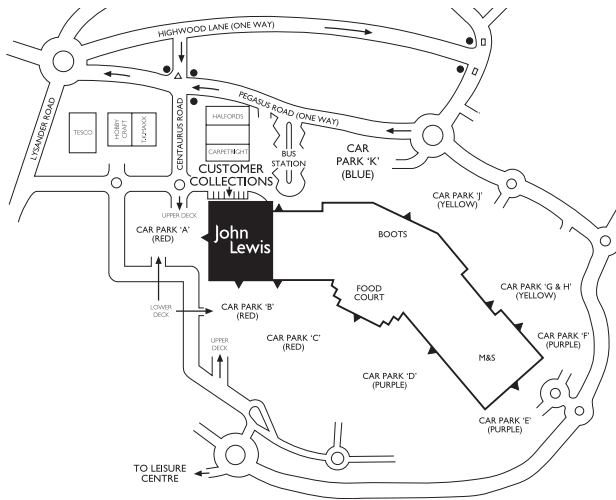 HIGHWOOD LANE (ONE WAY)
PEGASUS ROAD (ONE WAY)
LYSANDER ROAD
CENTAURUS ROAD
TESCO
HOBBY
CRAFT
T.K.MAXX
HALFORDS
CARPETRIGHT
BUS
STATION
CAR
PARK ‘K’
(BLUE)
CUSTOMER
COLLECTIONS
CAR PARK ‘J’
(YELLOW)
UPPER DECK
CAR PARK ‘A’
(RED)
John
Lewis
BOOTS
CAR PARK ‘G & H’
(YELLOW)
FOOD
COURT
LOWER
DECK
CAR PARK ‘B’
(RED)
CAR PARK ‘C’
(RED)
CAR PARK ‘F’
(PURPLE)
UPPER
DECK
M&S
CAR PARK ‘D’
(PURPLE)
CAR PARK ‘E’
(PURPLE)
TO LEISURE
CENTRE